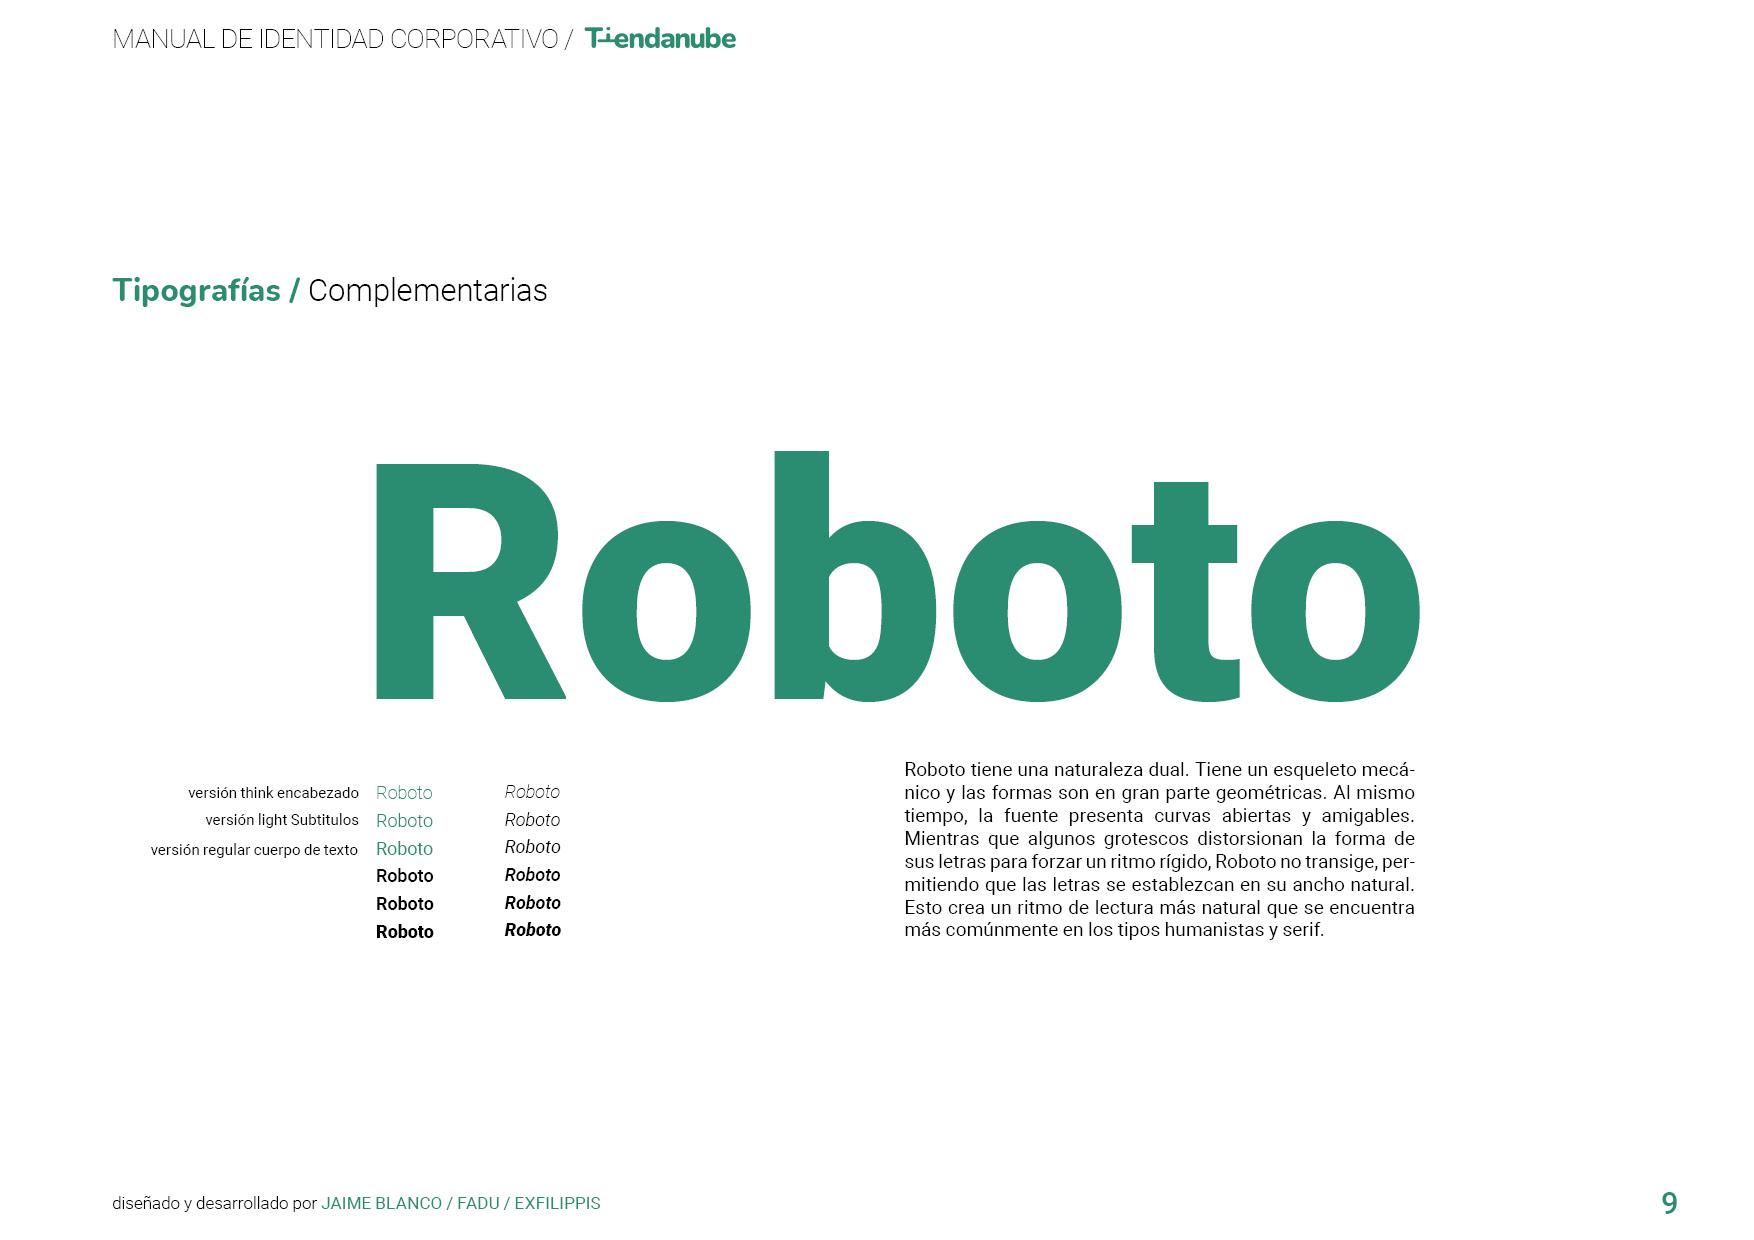 MANUAL DE IDENTIDAD CORPORATIVO / Tiendanube
Tipografías / Complementarias
Roboto
versión think encabezado Roboto Roboto
versión light Subtitulos Roboto Roboto
versión regular cuerpo de texto Roboto Roboto
Roboto Roboto
Roboto Roboto
Roboto Roboto
Roboto tiene una naturaleza dual. Tiene un esqueleto mecá-
nico y las formas son en gran parte geométricas. Al mismo
tiempo, la fuente presenta curvas abiertas y amigables.
Mientras que algunos grotescos distorsionan la forma de
sus letras para forzar un ritmo rígido, Roboto no transige, per-
mitiendo que las letras se establezcan en su ancho natural.
Esto crea un ritmo de lectura más natural que se encuentra
más comúnmente en los tipos humanistas y serif.
diseñado y desarrollado por JAIME BLANCO / FADU / EXFILIPPIS
9